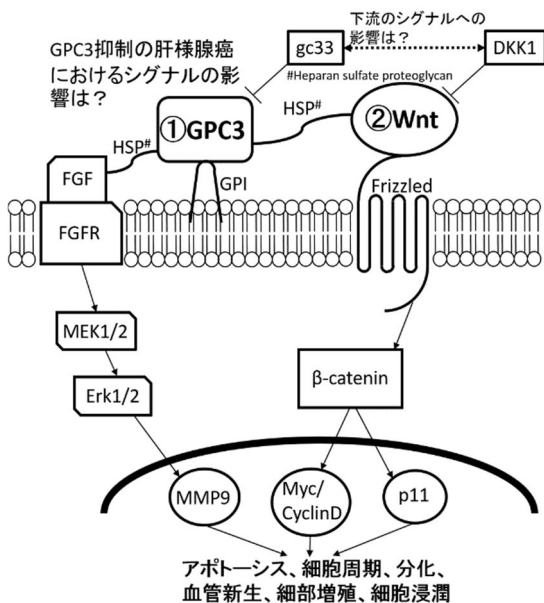 下流のシグナルへの
影響は？
gc33
DKK1
GPC3抑制の肝様腺癌
におけるシグナルの影
響は？
#Heparan sulfate proteoglycan
①GPC3
HSP#
②Wnt
HSP#
FGF
GPI
Frizzled
FGFR
MEK1/2
Erk1/2
β-catenin
MMP9
Myc/
CyclinD
p11
アポトーシス、細胞周期、分化、
血管新生、細部増殖、細胞浸潤